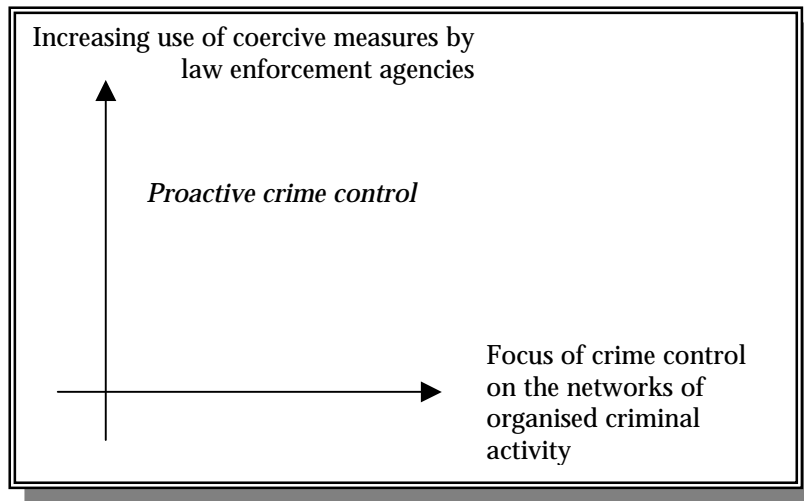 Increasing use of coercive measures by
law enforcement agencies
Proactive crime control
Focus of crime control
on the networks of
organised criminal
activity